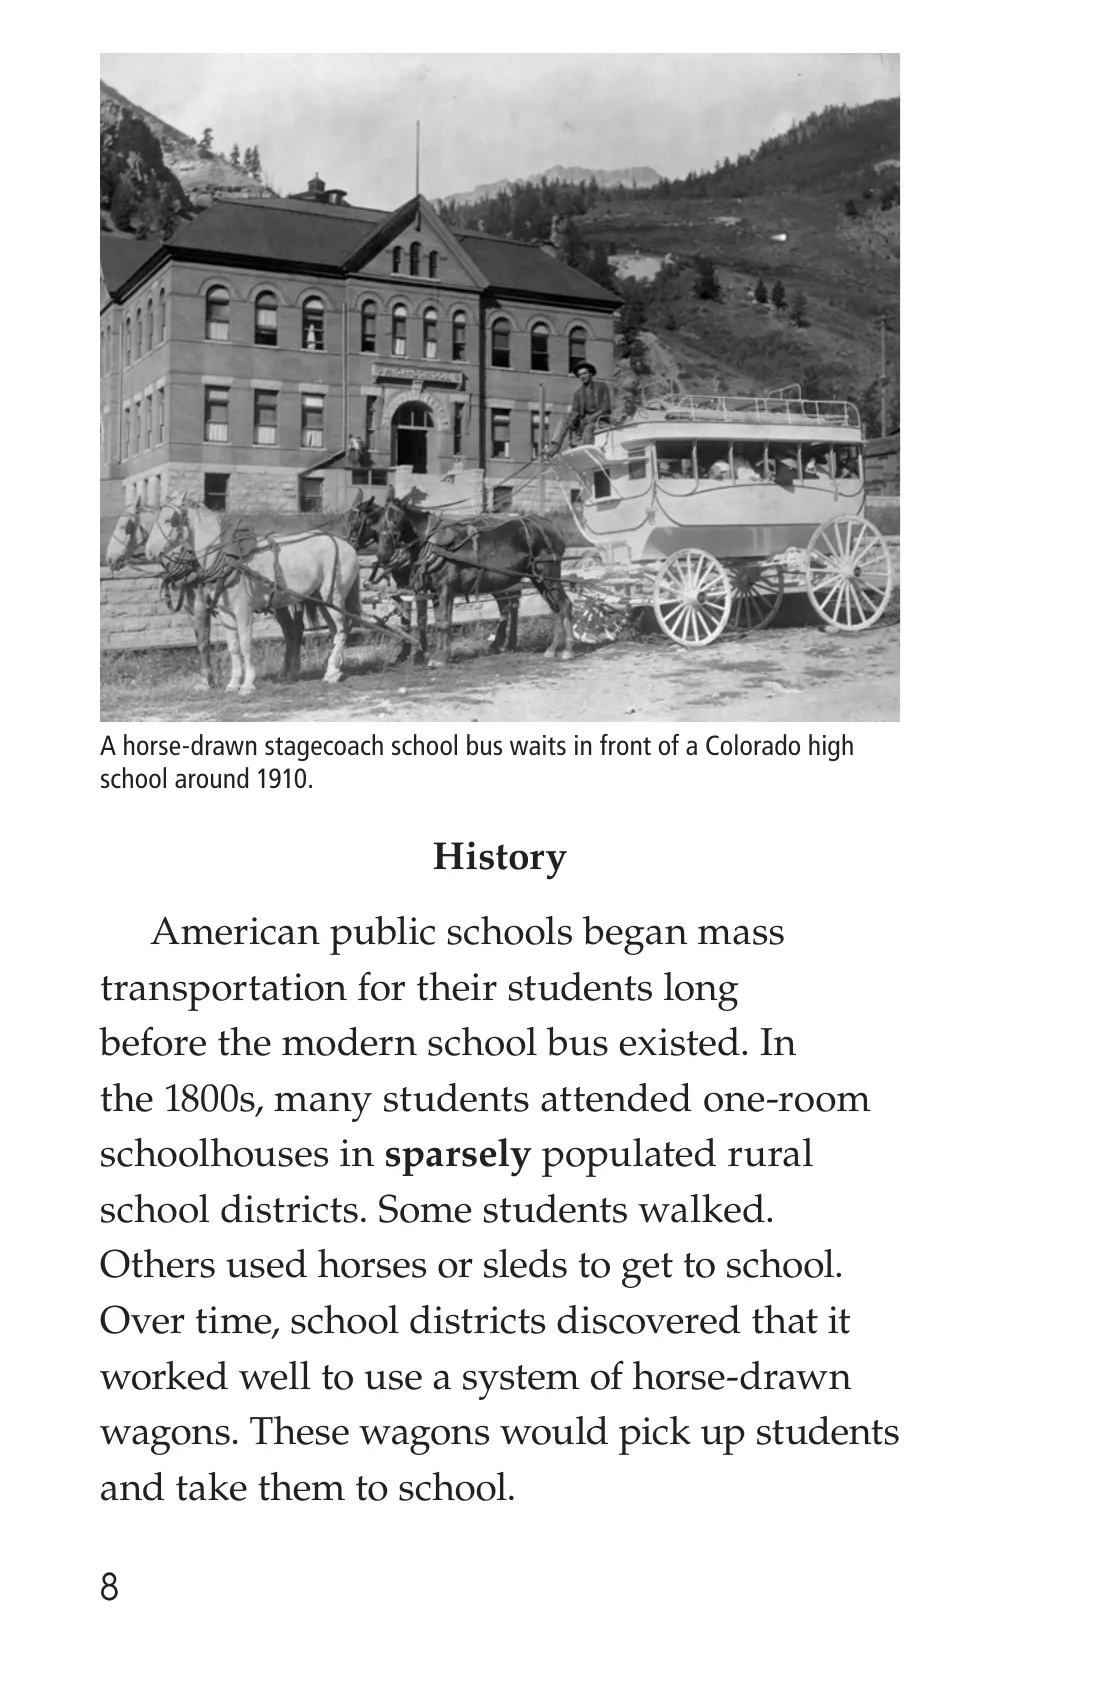 HIGH SCHOOL
A horse-drawn stagecoach school bus waits in front of a Colorado high
school around 1910.
History
American public schools began mass
transportation for their students long
before the modern school bus existed. In
the 1800s, many students attended one-room
schoolhouses in sparsely populated rural
school districts. Some students walked.
Others used horses or sleds to get to school.
Over time, school districts discovered that it
worked well to use a system of horse-drawn
wagons. These wagons would pick up students
and take them to school.
8